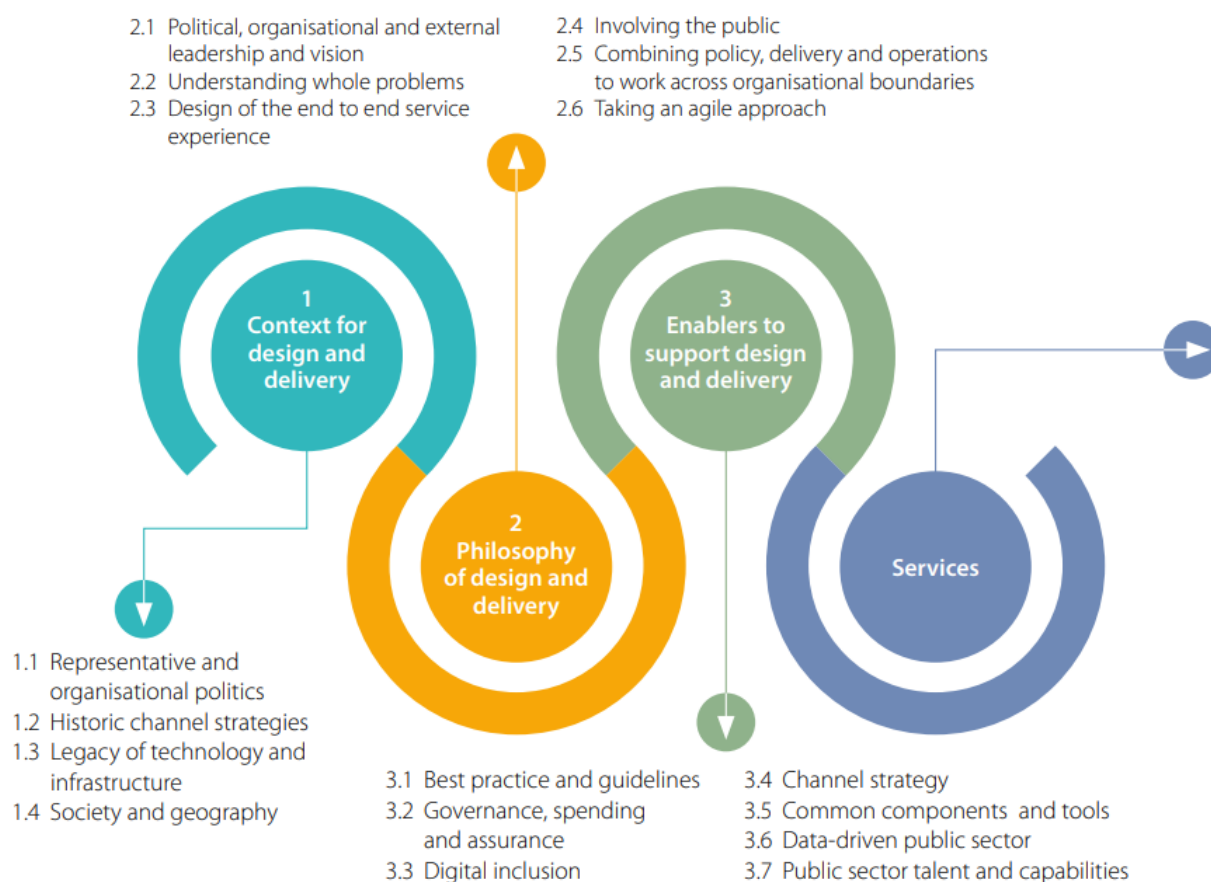 2.1 Political, organisational and external
leadership and vision
2.2 Understanding whole problems
2.3 Design of the end to end service
experience
2.4 Involving the public
2.5 Combining policy, delivery and operations
to work across organisational boundaries
2.6 Taking an agile approach
1
Context for
design and
delivery
3
Enablers to
support design
and delivery
2
Philosophy
of design and
delivery
Services
1.1 Representative and
organisational politics
1.2 Historic channel strategies
1.3 Legacy of technology and
infrastructure
1.4 Society and geography
3.1 Best practice and guidelines
3.2 Governance, spending
and assurance
3.3 Digital inclusion
3.4 Channel strategy
3.5 Common components and tools
3.6 Data-driven public sector
3.7 Public sector talent and capabilities